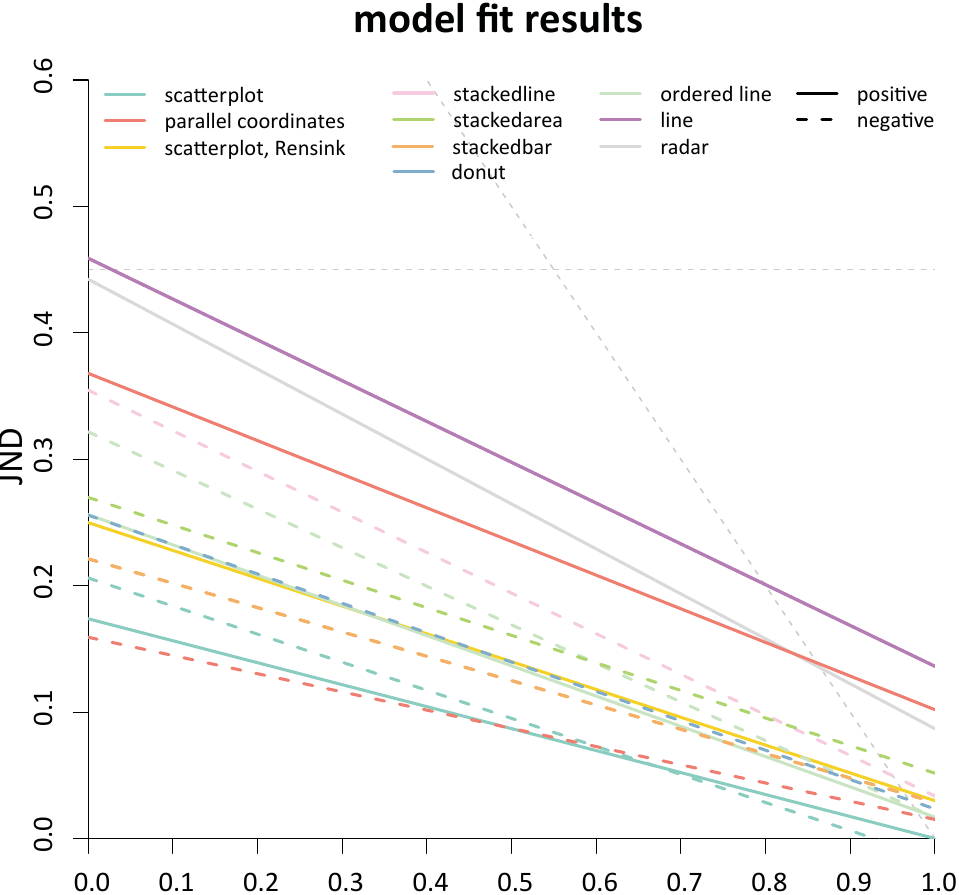 model fit results
scatterplot
parallel coordinates
scatterplot, Rensink
stackedline
stackedarea
stackedbar
donut
ordered line
line
radar
positive
negative
JND
0.6
0.5
0.4
0.3
0.2
0.1
0.0
0.0 0.1 0.2 0.3 0.4 0.5 0.6 0.7 0.8 0.9 1.0